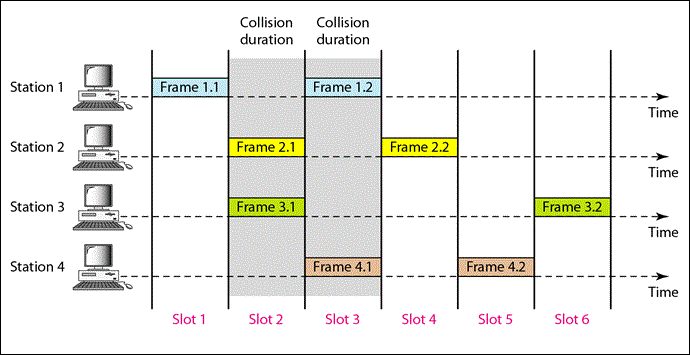 Collision
duration
Collision
duration
Station 1
Frame 1.1
Frame 1.2
Time
Station 2
Frame 2.1
Frame 2.2
Time
Station 3
Frame 3.1
Frame 3.2
Time
Station 4
Frame 4.1
Frame 4.2
Time
Slot 1
Slot 2
Slot 3
Slot 4
Slot 5
Slot 6